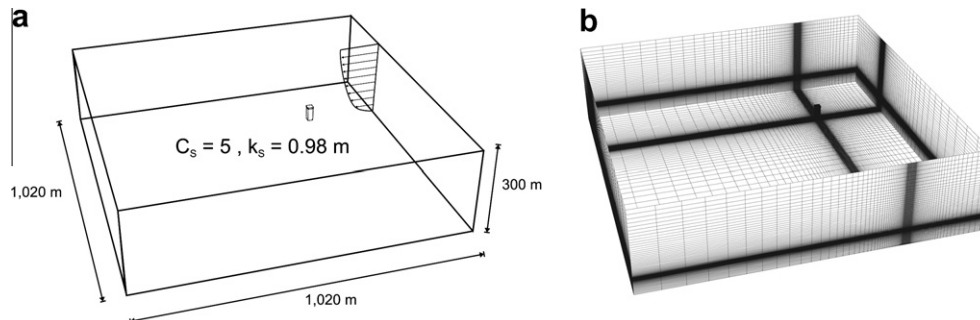 a
b
C_s = 5 , k_s = 0.98 m
1,020 m
300 m
1,020 m